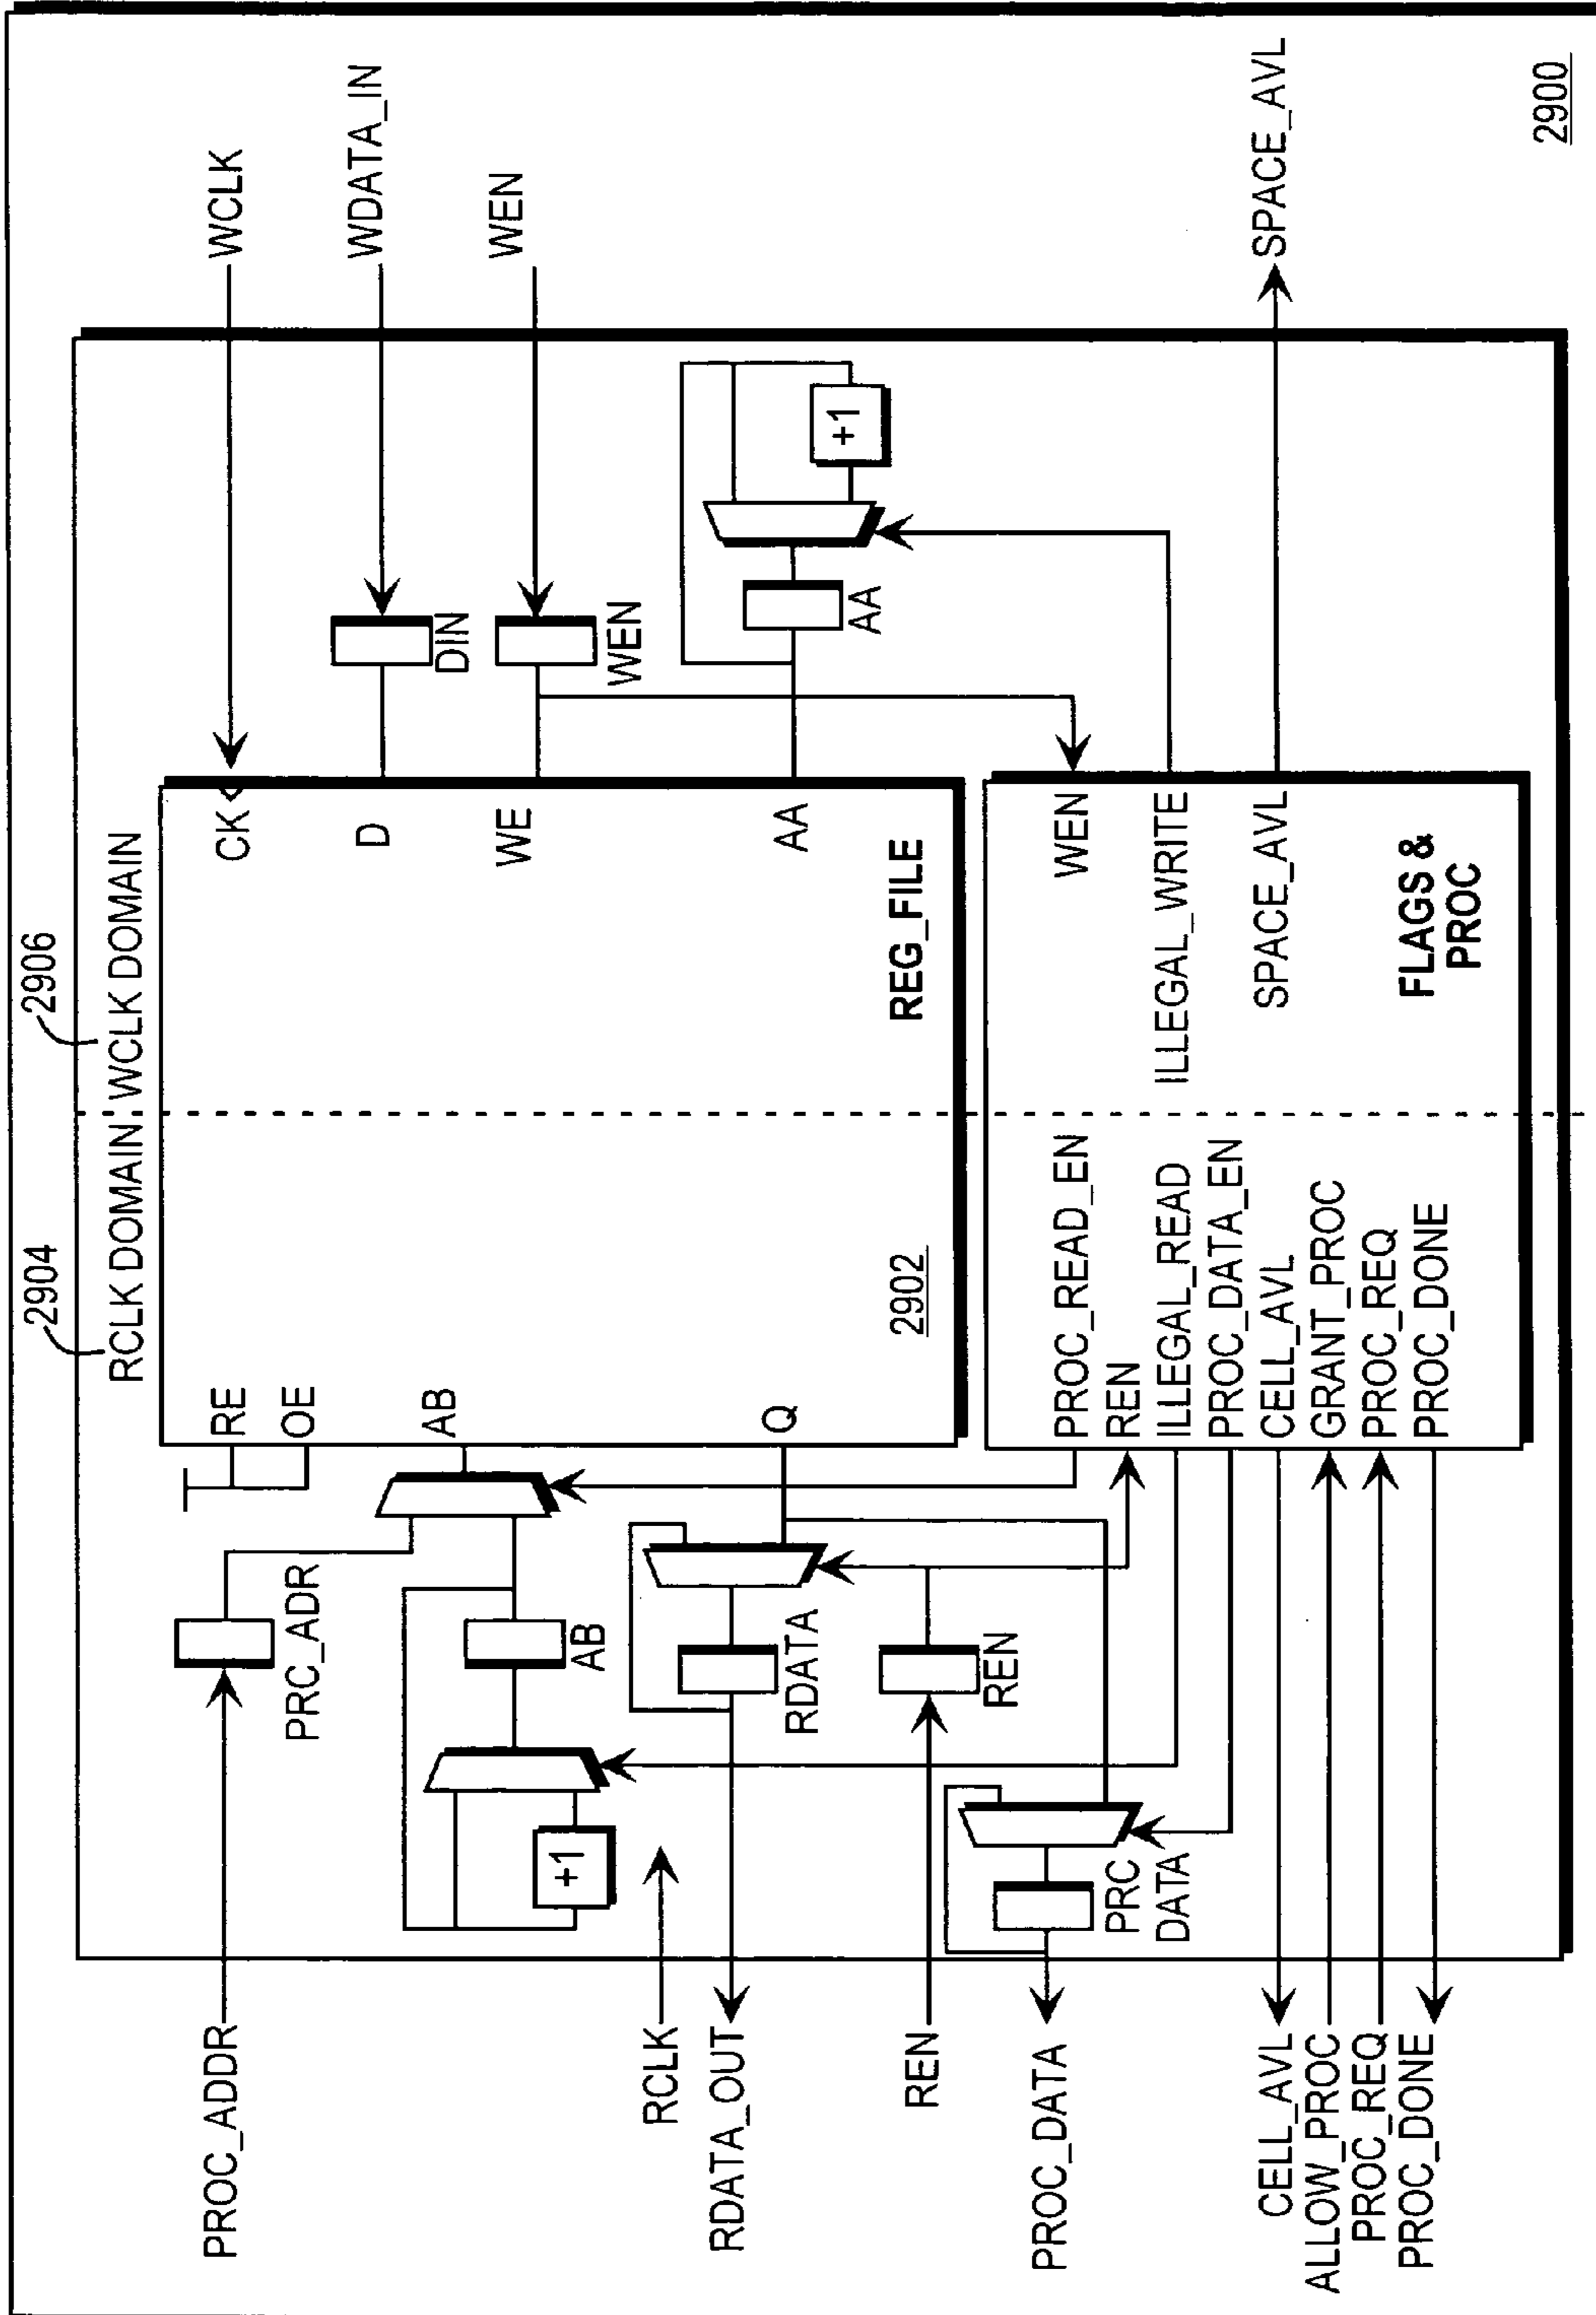 2904
2906
RCLK DOMAIN
WCLK DOMAIN
PROC_ADDR
PRC_ADR
RE
OE
AB
Q
2902
REG_FILE
CK
D
WE
AA
WCLK
WDATA_IN
DIN
WEN
WEN
+1
AA
AB
+1
RCLK
RDATA_OUT
RDATA
REN
REN
PROC_DATA
PRC
DATA
PROC_READ_EN
REN
ILLEGAL_READ
PROC_DATA_EN
CELL_AVL
GRANT_PROC
PROC_REQ
PROC_DONE
WEN
ILLEGAL_WRITE
SPACE_AVL
FLAGS &
PROC
SPACE_AVL
CELL_AVL
ALLOW_PROC
PROC_REQ
PROC_DONE
2900